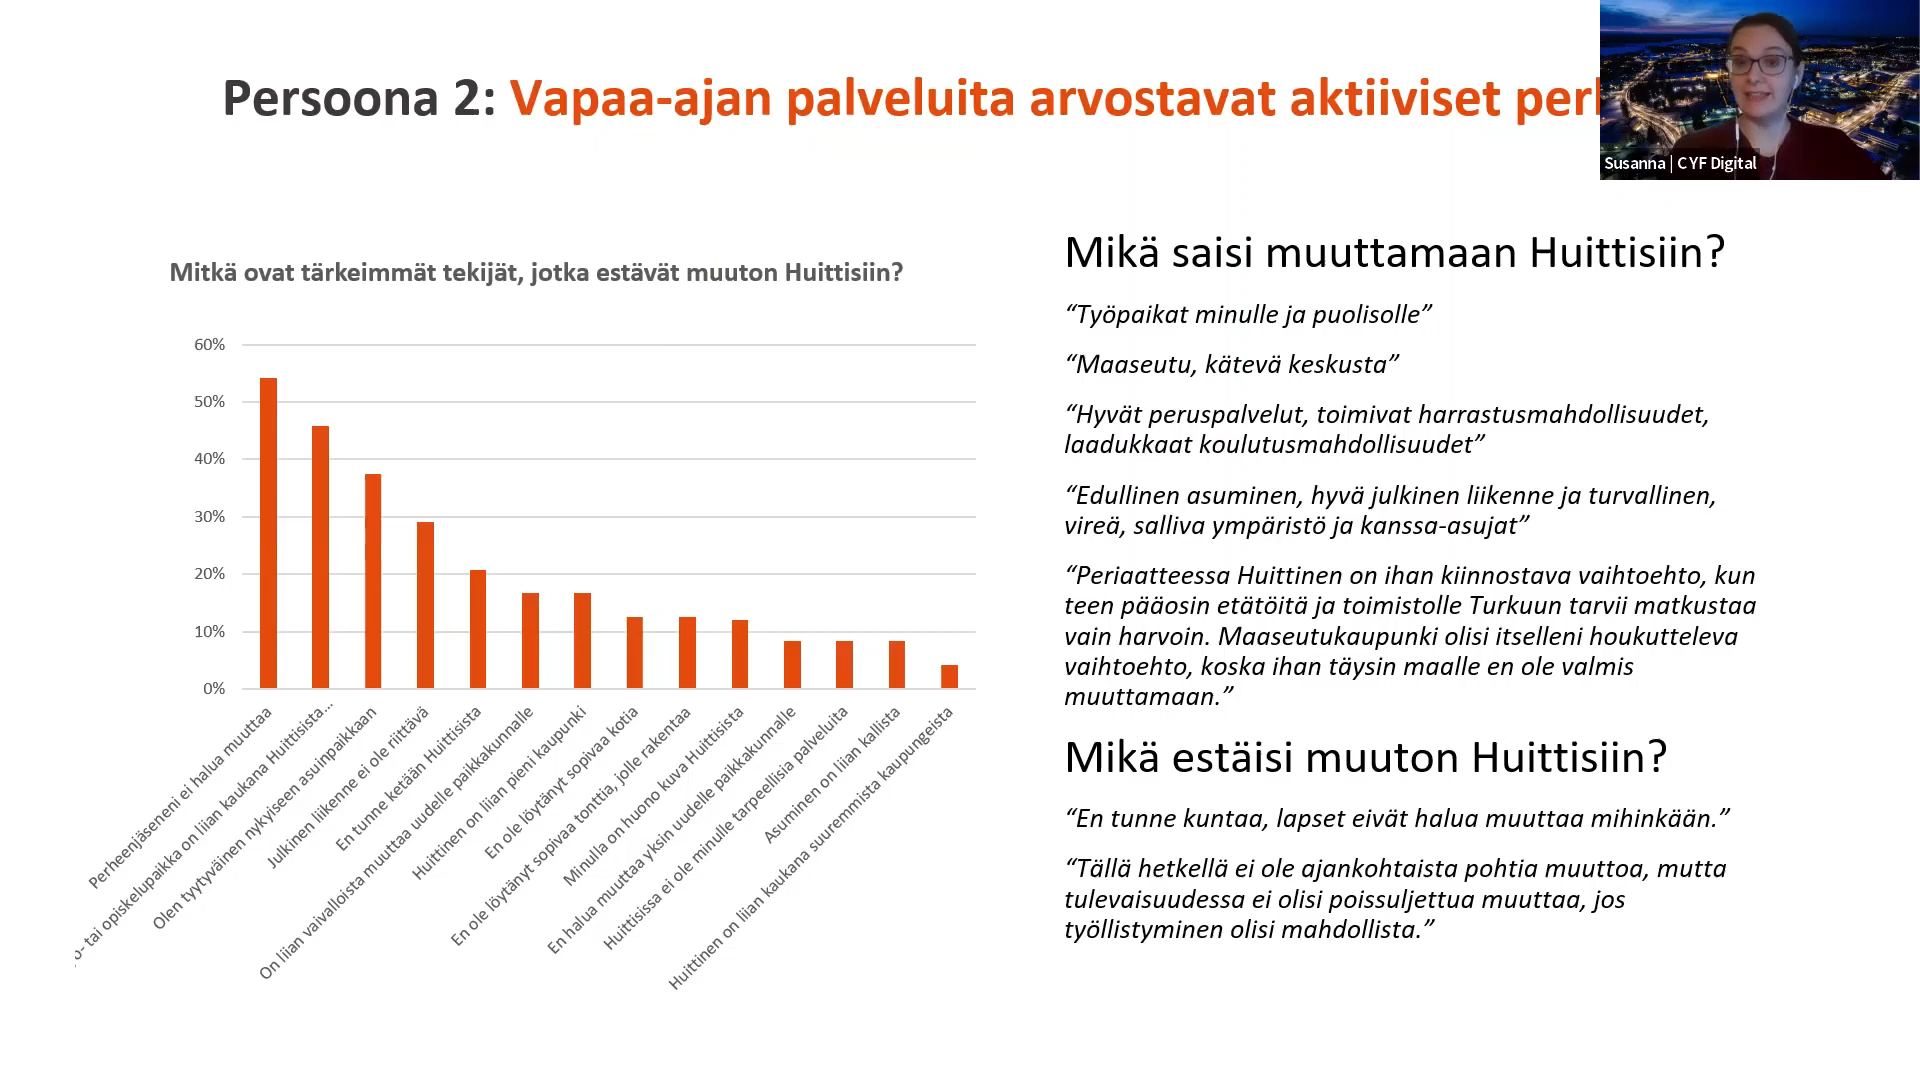 Persoona 2: Vapaa-ajan palveluita arvostavat aktiiviset
Susanna | CYF Digital
Mitkä ovat tärkeimmät tekijät, jotka estävät muuton Huittisiin?
60%
50%
40%
30%
20%
10%
0%
Perheenjäseneni ei halua muuttaa
tai opiskelupaikka on liian kaukana Huittisista...
Olen tyytyväinen nykyiseen asuinpaikkaan
Julkinen liikenne ei ole riittävä
En tunne ketään Huittisista
On liian vaivalloista muuttaa uudelle paikkakunnalle
Huittinen on liian pieni kaupunki
En ole löytänyt sopivaa kotia
En ole löytänyt sopivaa tonttia, jolle rakentaa
Minulla on huono kuva Huittisista
En halua muuttaa yksin uudelle paikkakunnalle
Huittisissa ei ole minulle tarpeellisia palveluita
Asuminen on liian kallista
Huittinen on liian kaukana suuremmista kaupungeista
Mikä saisi muuttamaan Huittisiin?
“Työpaikat minulle ja puolisolle”
“Maaseutu, kätevä keskusta”
“Hyvät peruspalvelut, toimivat harrastusmahdollisuudet,
laadukkaat koulutusmahdollisuudet”
“Edullinen asuminen, hyvä julkinen liikenne ja turvallinen,
vireä, salliva ympäristö ja kanssa-asujat”
“Periaatteessa Huittinen on ihan kiinnostava vaihtoehto, kun
teen pääosin etätöitä ja toimistolle Turkuun tarvii matkustaa
vain harvoin. Maaseutukaupunki olisi itselleni houkutteleva
vaihtoehto, koska ihan täysin maalle en ole valmis
muuttamaan.”
Mikä estäisi muuton Huittisiin?
“En tunne kuntaa, lapset eivät halua muuttaa mihinkään.”
“Tällä hetkellä ei ole ajankohtaista pohtia muuttoa, mutta
tulevaisuudessa ei olisi poissuljettua muuttaa, jos
työllistyminen olisi mahdollista.”